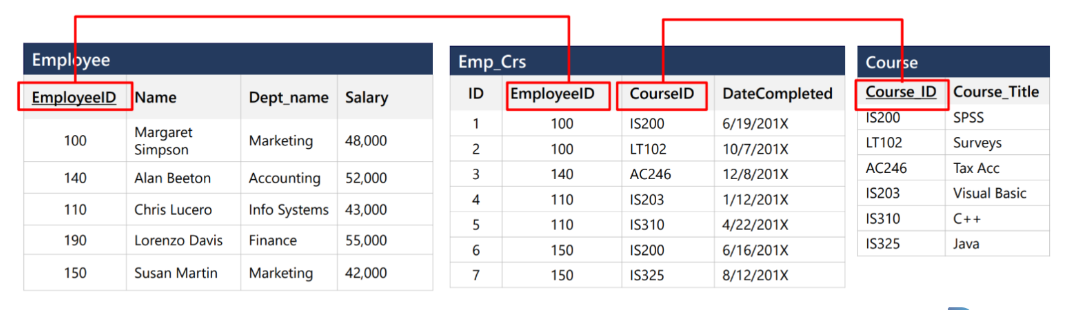 Employee
EmployeeID Name Dept_name Salary
100 Margaret Simpson Marketing 48,000
140 Alan Beeton Accounting 52,000
110 Chris Lucero Info Systems 43,000
190 Lorenzo Davis Finance 55,000
150 Susan Martin Marketing 42,000
Emp_Crs
ID EmployeeID CourseID DateCompleted
1 100 IS200 6/19/201X
2 100 LT102 10/7/201X
3 140 AC246 12/8/201X
4 110 IS203 1/12/201X
5 110 IS310 4/22/201X
6 150 IS200 6/16/201X
7 150 IS325 8/12/201X
Course
Course_ID Course_Title
IS200 SPSS
LT102 Surveys
AC246 Tax Acc
IS203 Visual Basic
IS310 C++
IS325 Java